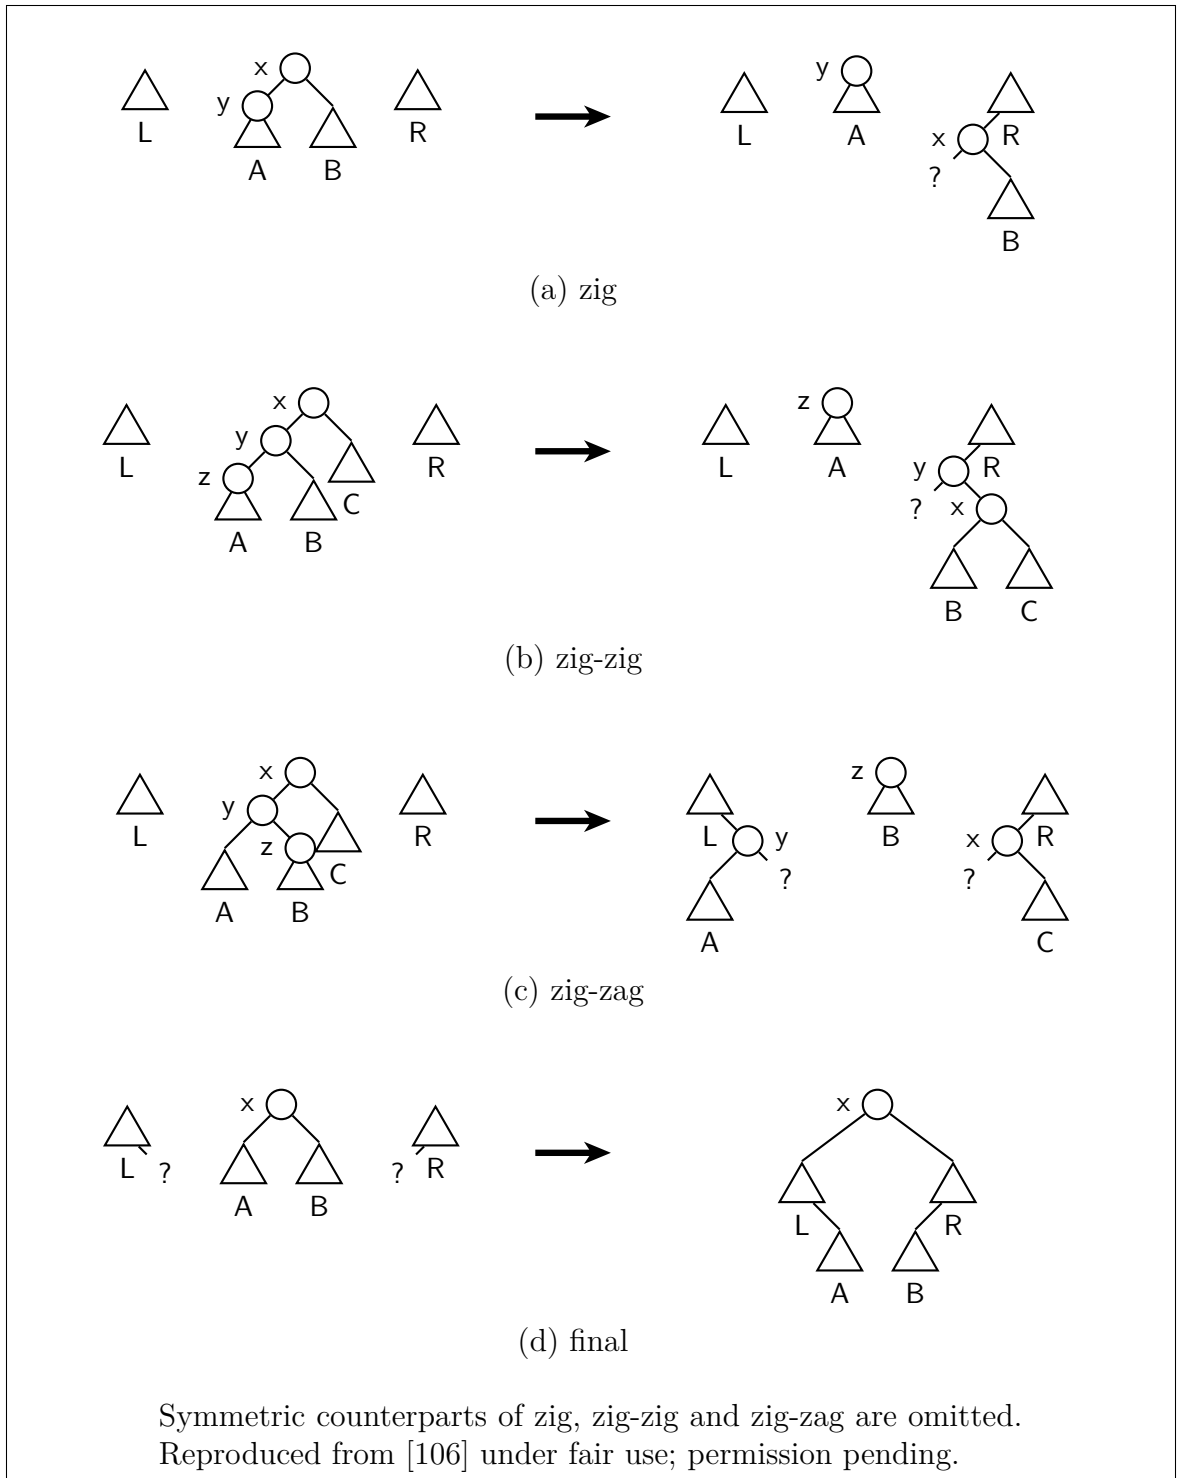 x
y
L
A
B
R
y
L
A
x
R
?
B
(a) zig
x
y
z
L
A
B
C
R
z
L
A
y
R
?
x
B
C
(b) zig-zig
x
y
z
L
A
B
C
R
z
L
y
?
A
B
x
R
?
C
(c) zig-zag
x
L
?
A
B
?
R
x
L
R
A
B
(d) final
Symmetric counterparts of zig, zig-zig and zig-zag are omitted.
Reproduced from [106] under fair use; permission pending.